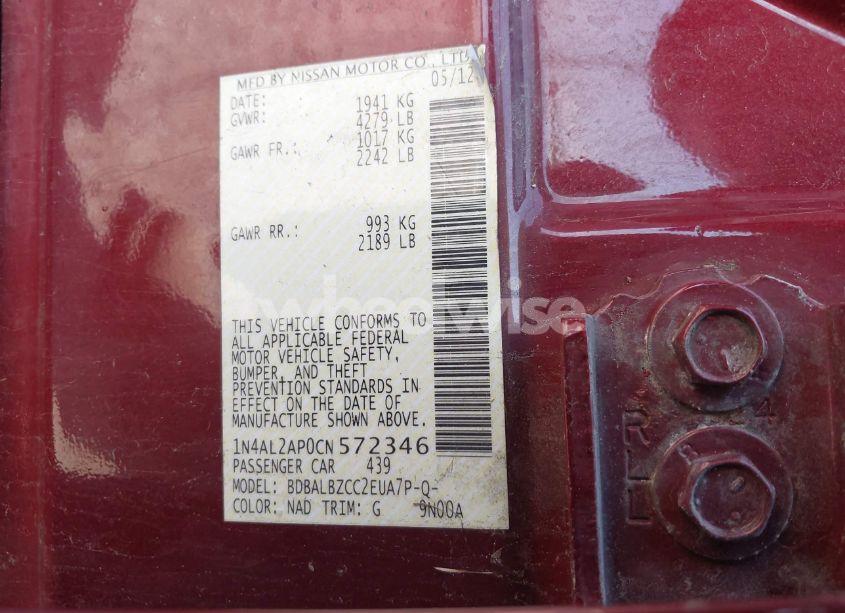 MFD BY NISSAN MOTOR CO., LTD
DATE: 05/12
GVWR: 1941 KG
4279 LB
GAWR FR.: 1017 KG
2242 LB
GAWR RR.: 993 KG
2189 LB
THIS VEHICLE CONFORMS TO
ALL APPLICABLE FEDERAL
MOTOR VEHICLE SAFETY,
BUMPER, AND THEFT
PREVENTION STANDARDS IN
EFFECT ON THE DATE OF
MANUFACTURE SHOWN ABOVE.
1N4AL2AP0CN572346
PASSENGER CAR 439
MODEL: BDBALBZCC2EUA7P-Q-
COLOR: NAD TRIM: G 9N00A
wheelwise
4